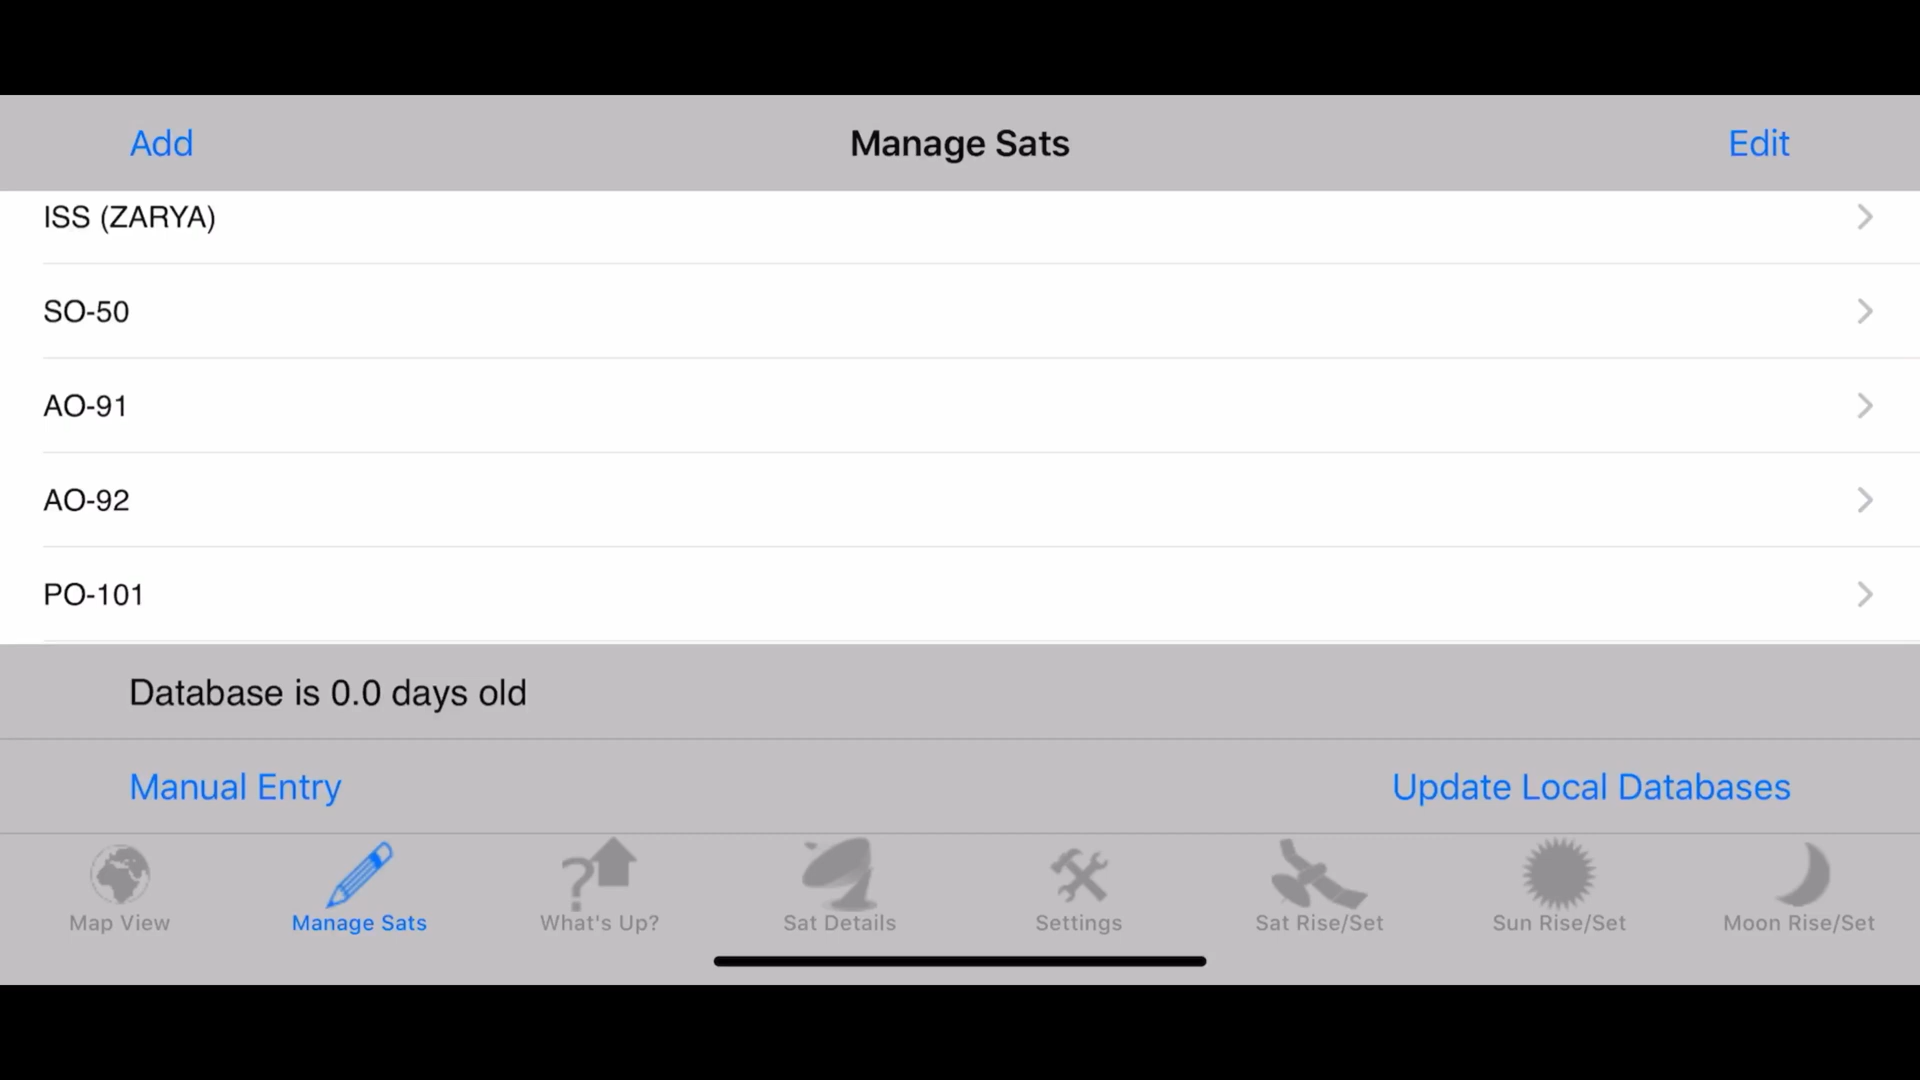 Add Manage Sats Edit
ISS (ZARYA)
SO-50
AO-91
AO-92
PO-101
Database is 0.0 days old
Manual Entry Update Local Databases
Map View Manage Sats What's Up? Sat Details Settings Sat Rise/Set Sun Rise/Set Moon Rise/Set